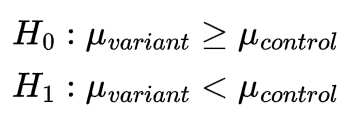 H₀ : μ_variant ≥ μ_control
H₁ : μ_variant < μ_control